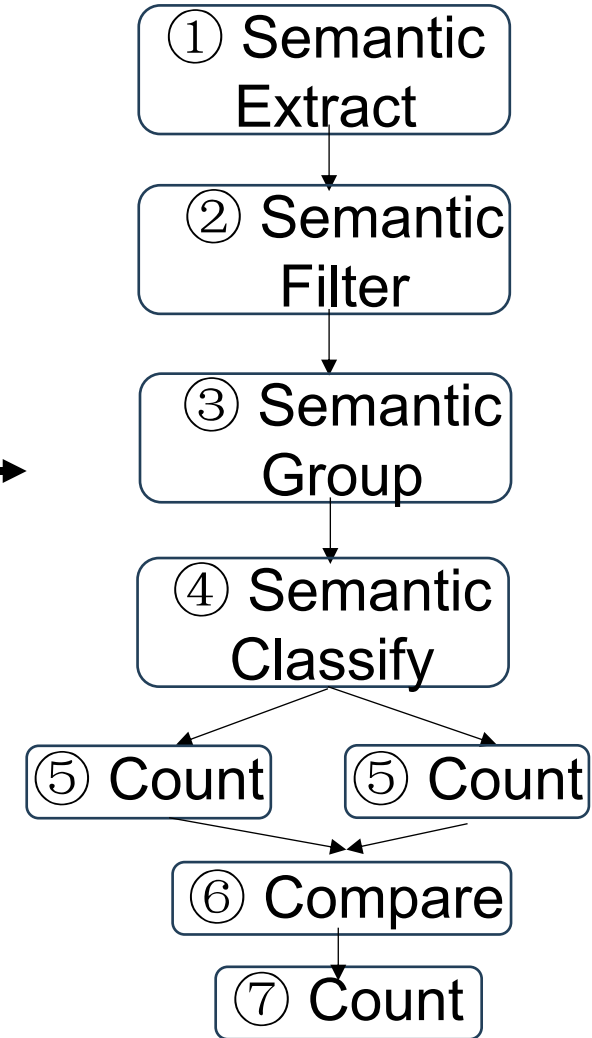 ① Semantic
Extract
② Semantic
Filter
③ Semantic
Group
④ Semantic
Classify
⑤ Count
⑤ Count
⑥ Compare
⑦ Count